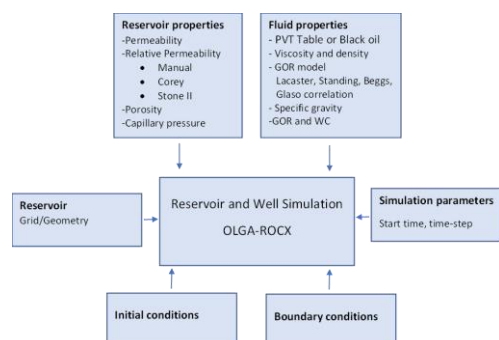 Reservoir properties
-Permeability
-Relative Permeability
• Manual
• Corey
• Stone II
-Porosity
-Capillary pressure
Fluid properties
- PVT Table or Black oil
- Viscosity and density
- GOR model
Lacaster, Standing, Beggs,
Glaso correlation
- Specific gravity
-GOR and WC
Reservoir
Grid/Geometry
Reservoir and Well Simulation
OLGA-ROCX
Simulation parameters
Start time, time-step
Initial conditions
Boundary conditions